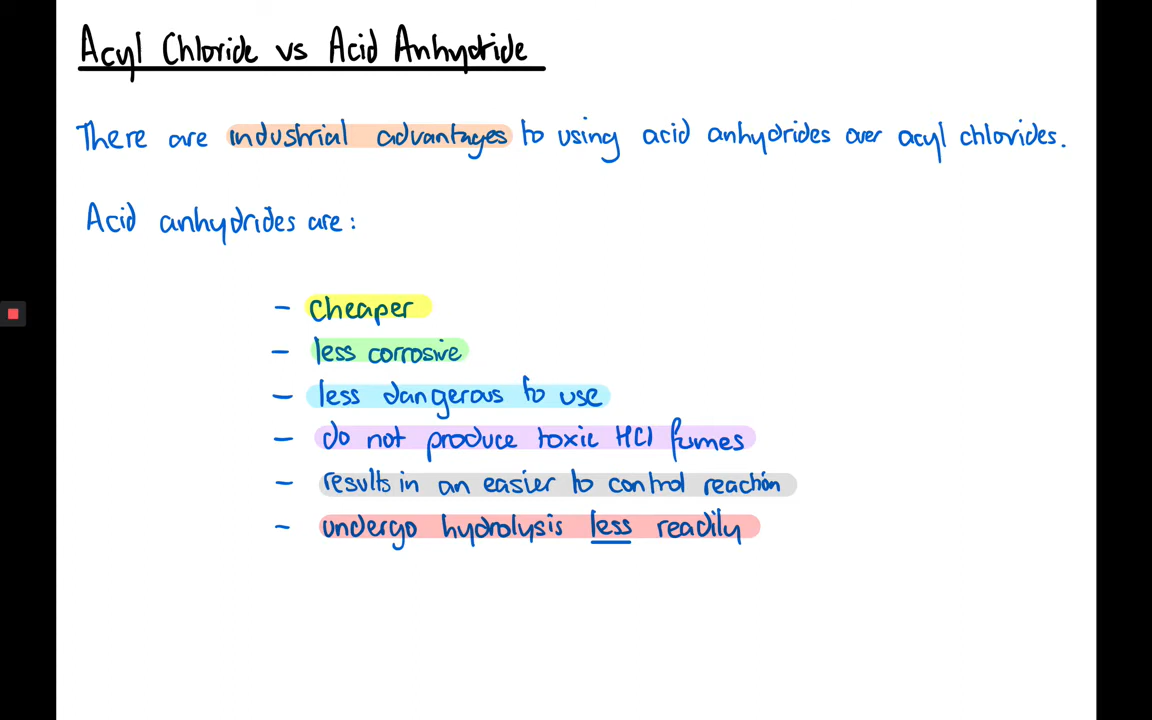 Acyl Chloride vs Acid Anhydride
There are industrial advantages to using acid anhydrides over acyl chlorides.
Acid anhydrides are:
- cheaper
- less corrosive
- less dangerous to use
- do not produce toxic HCl fumes
- results in an easier to control reaction
- undergo hydrolysis less readily